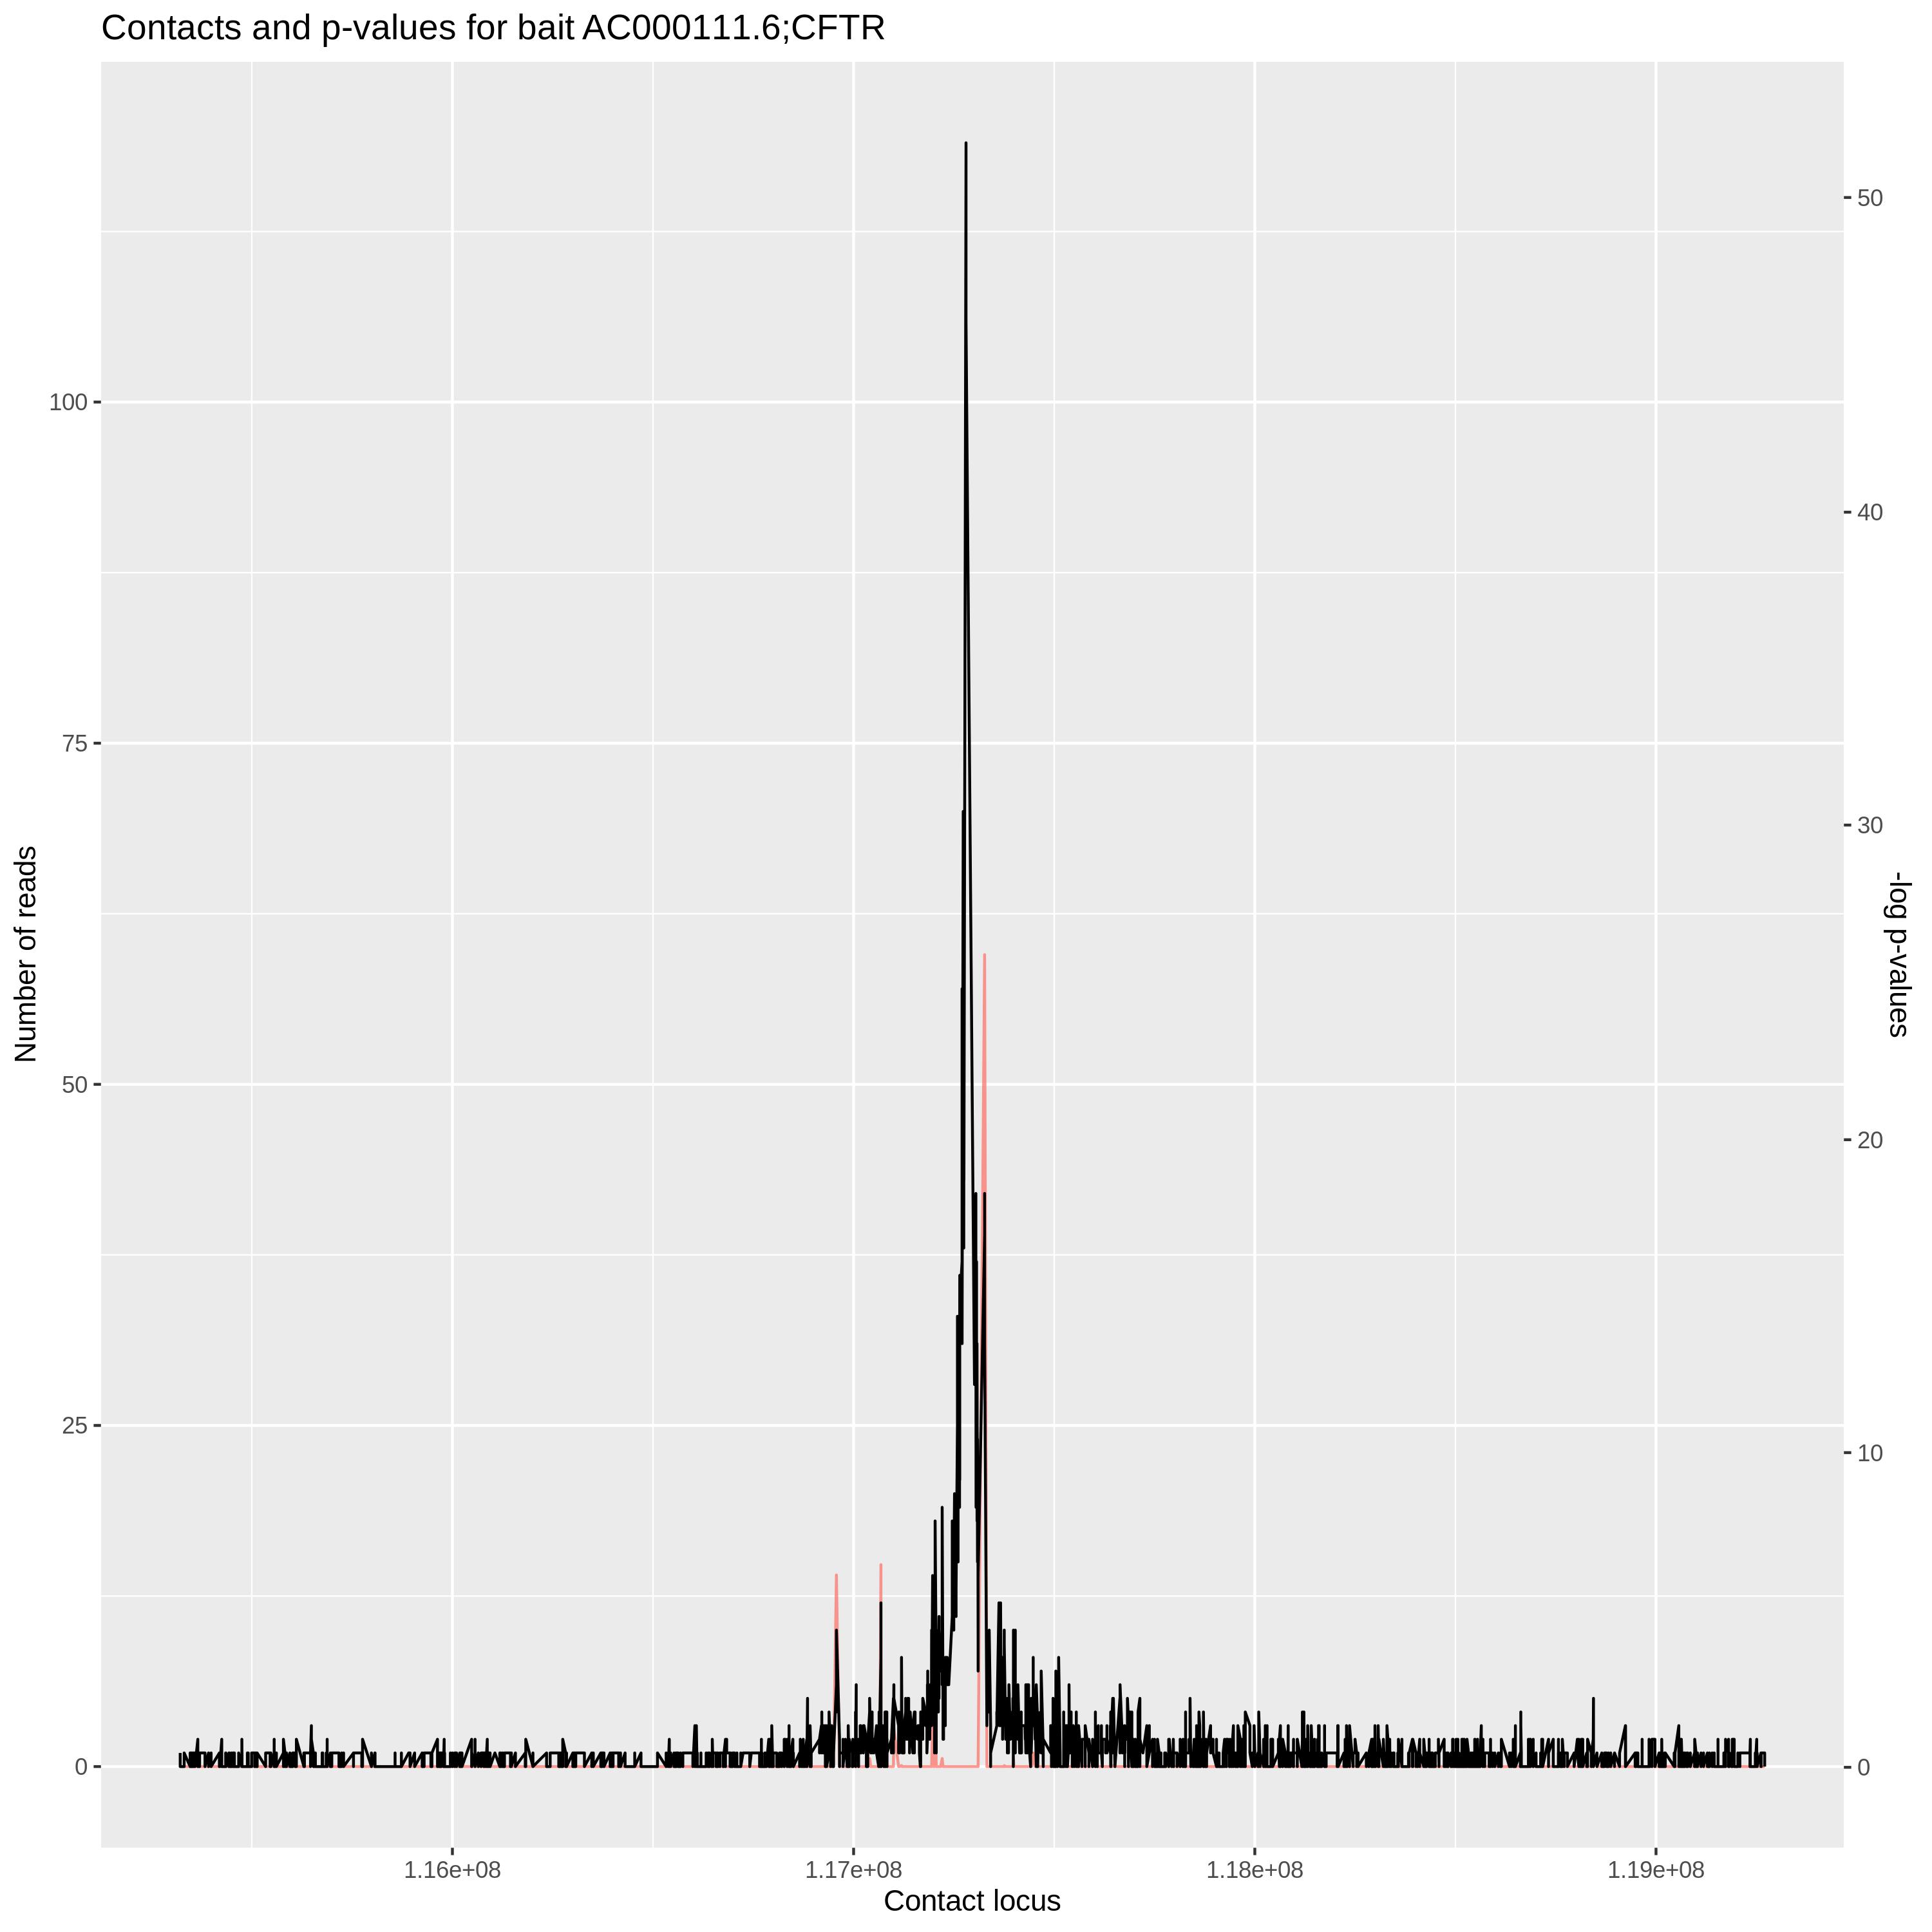 Contacts and p-values for bait AC000111.6;CFTR
Number of reads
100
75
50
25
0
50
40
30
20
10
0
-log p-values
1.16e+08
1.17e+08
1.18e+08
1.19e+08
Contact locus